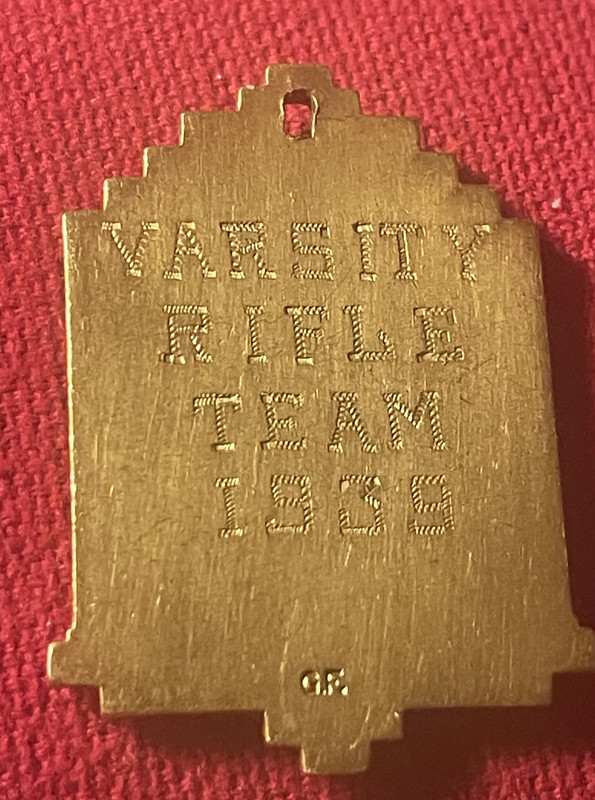 VARSITY
RIFLE
TEAM
1939
G.F.